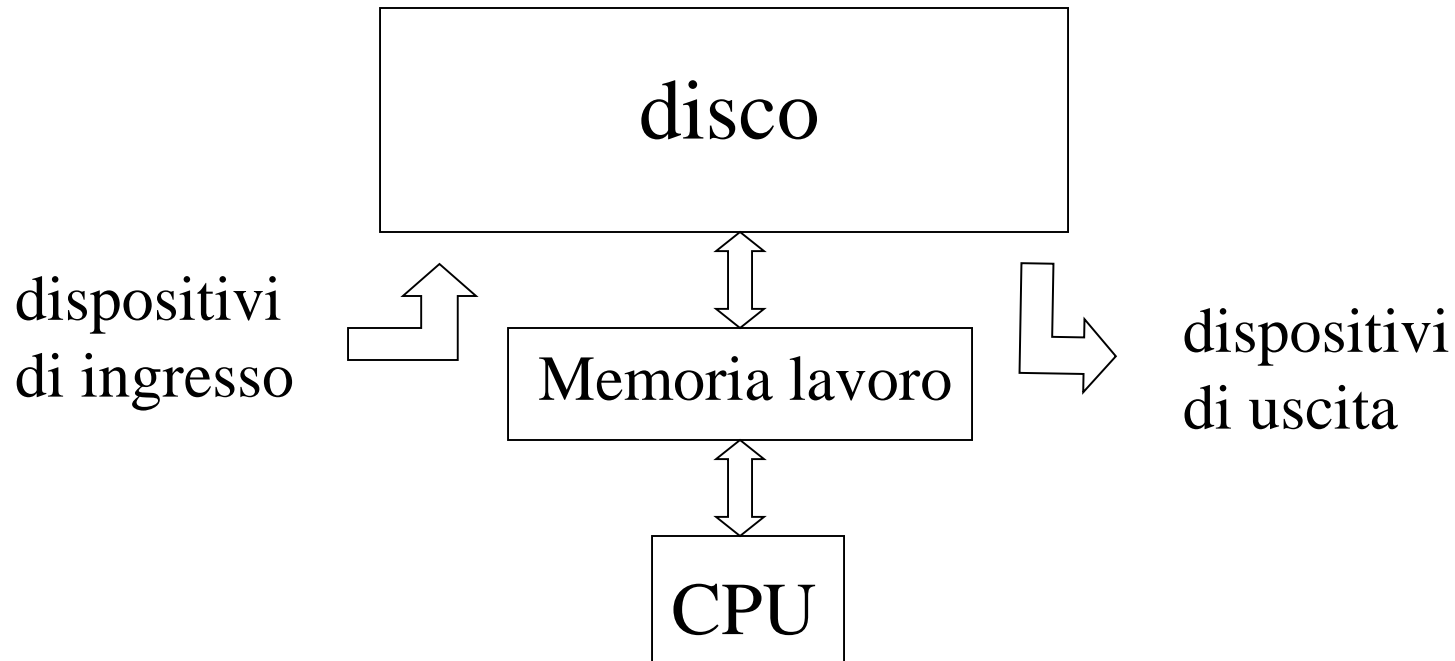 disco
dispositivi
di ingresso
Memoria lavoro
dispositivi
di uscita
CPU